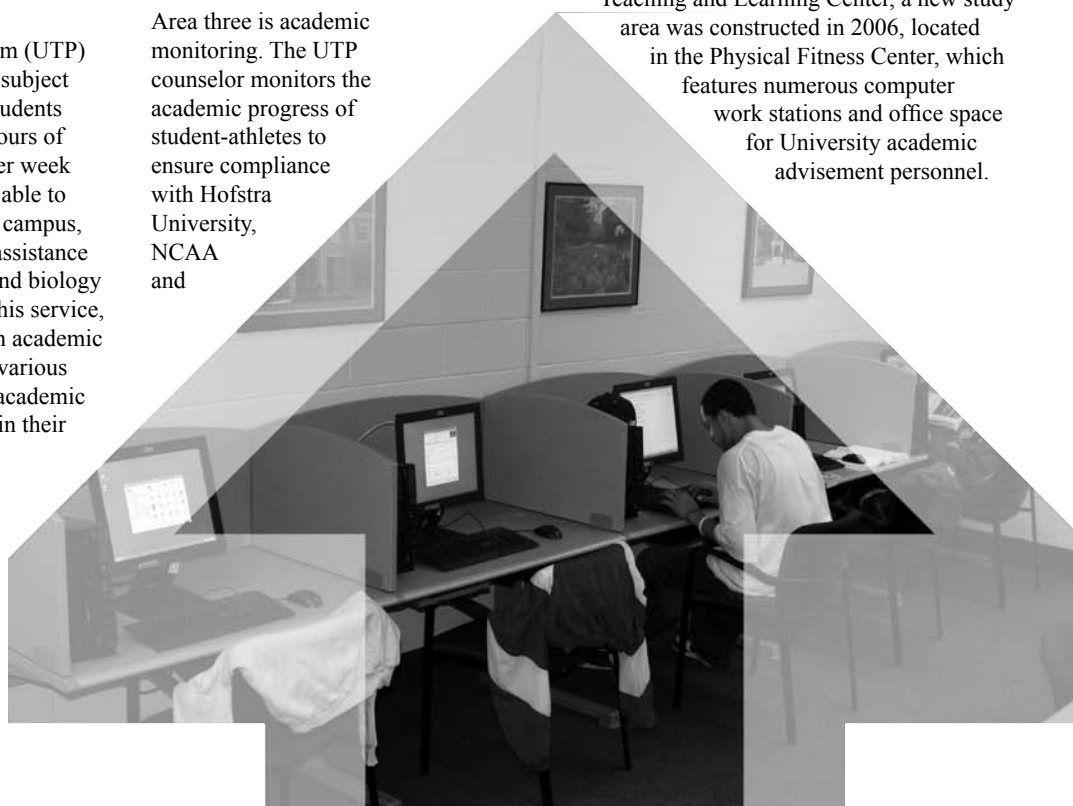 m (UTP)
subject
udents
ours of
er week
able to
campus,
assistance
nd biology
his service,
n academic
various
academic
in their
Area three is academic
monitoring. The UTP
counselor monitors the
academic progress of
student-athletes to
ensure compliance
with Hofstra
University,
NCAA
and
Teaching and Learning Center, a new study
area was constructed in 2006, located
in the Physical Fitness Center, which
features numerous computer
work stations and office space
for University academic
advisement personnel.